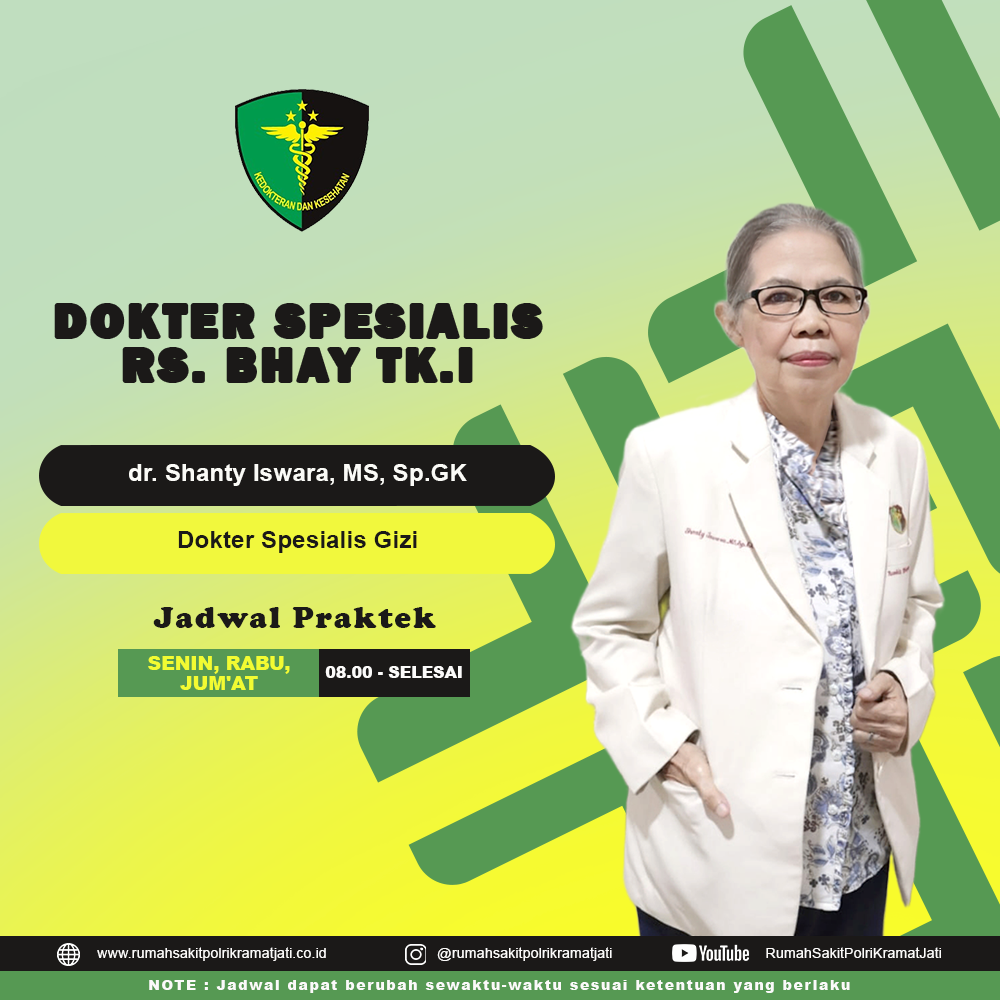 KEDOKTERAN DAN KESEHATAN
DOKTER SPESIALIS
RS. BHAY TK.I
dr. Shanty Iswara, MS, Sp.GK
Dokter Spesialis Gizi
Jadwal Praktek
SENIN, RABU,
JUM'AT
08.00 - SELESAI
www.rumahsakitpolrikramatjati.co.id
@rumahsakitpolrikramatjati
YouTube
RumahSakitPolriKramatJati
NOTE : Jadwal dapat berubah sewaktu-waktu sesuai ketentuan yang berlaku